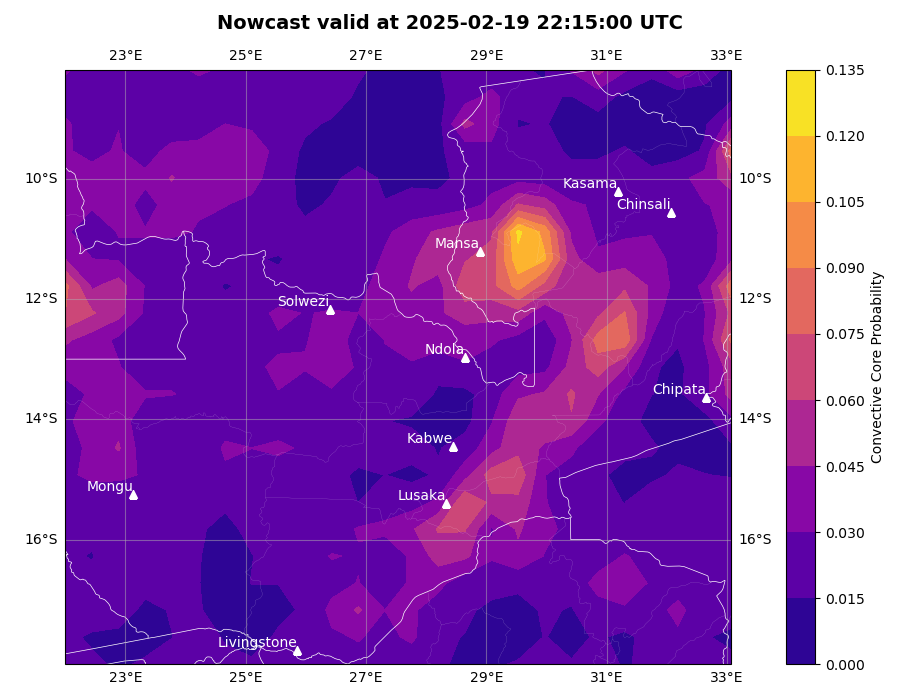 Nowcast valid at 2025-02-19 22:15:00 UTC
23°E 25°E 27°E 29°E 31°E 33°E
0.135
0.120
Kasama
10°S 10°S
Chinsali
0.105
Mansa
0.090
12°S 12°S
Solwezi
0.075
Ndola
Convective Core Probability
Chipata
0.060
14°S 14°S
Kabwe
0.045
Mongu
Lusaka
0.030
16°S 16°S
0.015
Livingstone
0.000
23°E 25°E 27°E 29°E 31°E 33°E